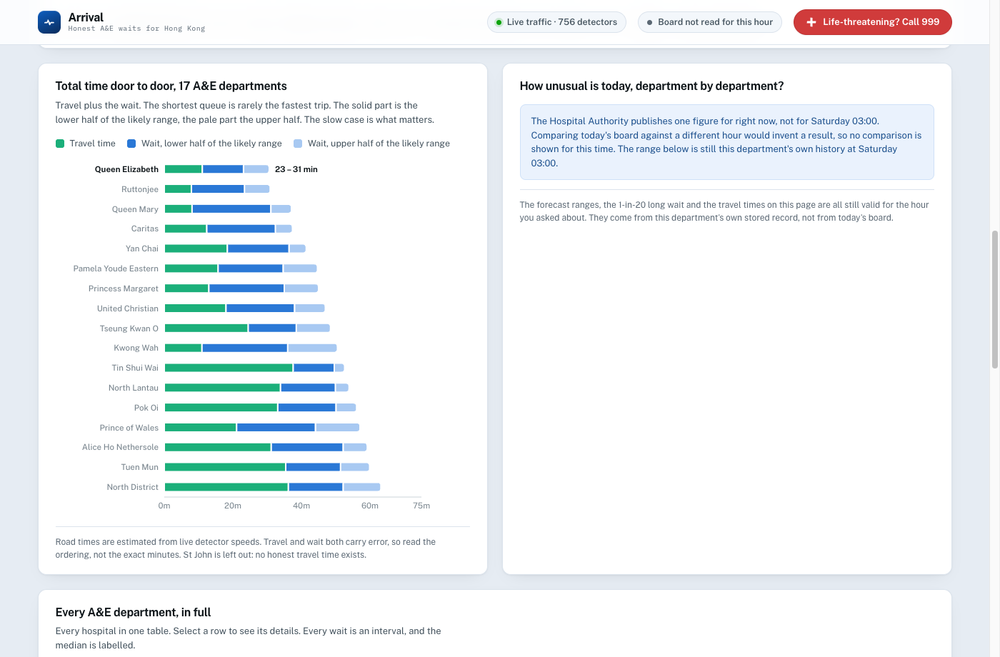 Arrival
Honest A&E waits for Hong Kong
Live traffic · 756 detectors
Board not read for this hour
Life-threatening? Call 999
Total time door to door, 17 A&E departments
Travel plus the wait. The shortest queue is rarely the fastest trip. The solid part is the
lower half of the likely range, the pale part the upper half. The slow case is what matters.
Travel time
Wait, lower half of the likely range
Wait, upper half of the likely range
Queen Elizabeth
23 – 31 min
Ruttonjee
Queen Mary
Caritas
Yan Chai
Pamela Youde Eastern
Princess Margaret
United Christian
Tseung Kwan O
Kwong Wah
Tin Shui Wai
North Lantau
Pok Oi
Prince of Wales
Alice Ho Nethersole
Tuen Mun
North District
0m
20m
40m
60m
75m
Road times are estimated from live detector speeds. Travel and wait both carry error, so read the
ordering, not the exact minutes. St John is left out: no honest travel time exists.
How unusual is today, department by department?
The Hospital Authority publishes one figure for right now, not for Saturday 03:00.
Comparing today's board against a different hour would invent a result, so no comparison is
shown for this time. The range below is still this department's own history at Saturday
03:00.
The forecast ranges, the 1-in-20 long wait and the travel times on this page are all still valid for the hour
you asked about. They come from this department's own stored record, not from today's board.
Every A&E department, in full
Every hospital in one table. Select a row to see its details. Every wait is an interval, and the
median is labelled.